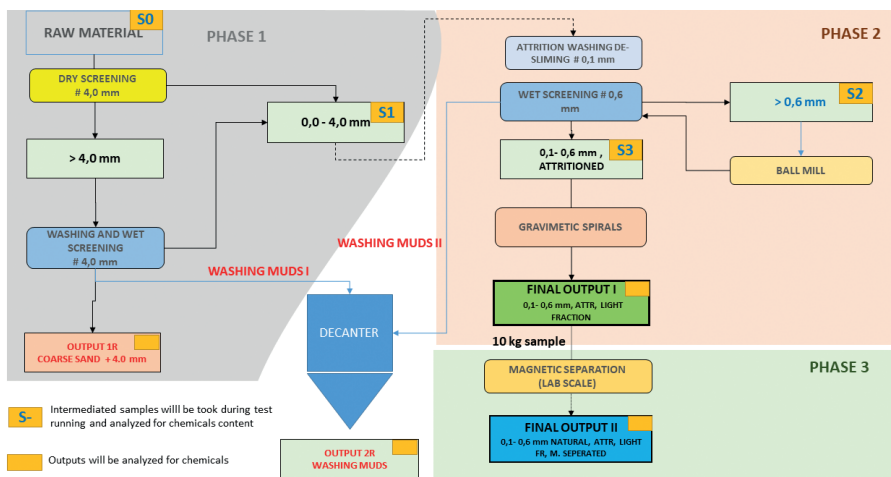 S0
RAW MATERIAL
PHASE 1
DRY SCREENING
# 4,0 mm
S1
0,0 - 4,0 mm
> 4,0 mm
WASHING AND WET
SCREENING
# 4,0 mm
WASHING MUDS I
WASHING MUDS II
OUTPUT 1R
COARSE SAND + 4.0 mm
DECANTER
OUTPUT 2R
WASHING MUDS
S-
Intermediated samples willl be took during test
running and analyzed for chemicals content
Outputs will be analyzed for chemicals
PHASE 2
ATTRITION WASHING DE-
SLIMING # 0,1 mm
WET SCREENING # 0,6
mm
S2
> 0,6 mm
S3
0,1- 0,6 mm ,
ATTRITIONED
BALL MILL
GRAVIMETIC SPIRALS
FINAL OUTPUT I
0,1- 0,6 mm, ATTR, LIGHT
FRACTION
10 kg sample
PHASE 3
MAGNETIC SEPARATION
(LAB SCALE)
FINAL OUTPUT II
0,1- 0,6 mm NATURAL, ATTR, LIGHT
FR, M. SEPERATED